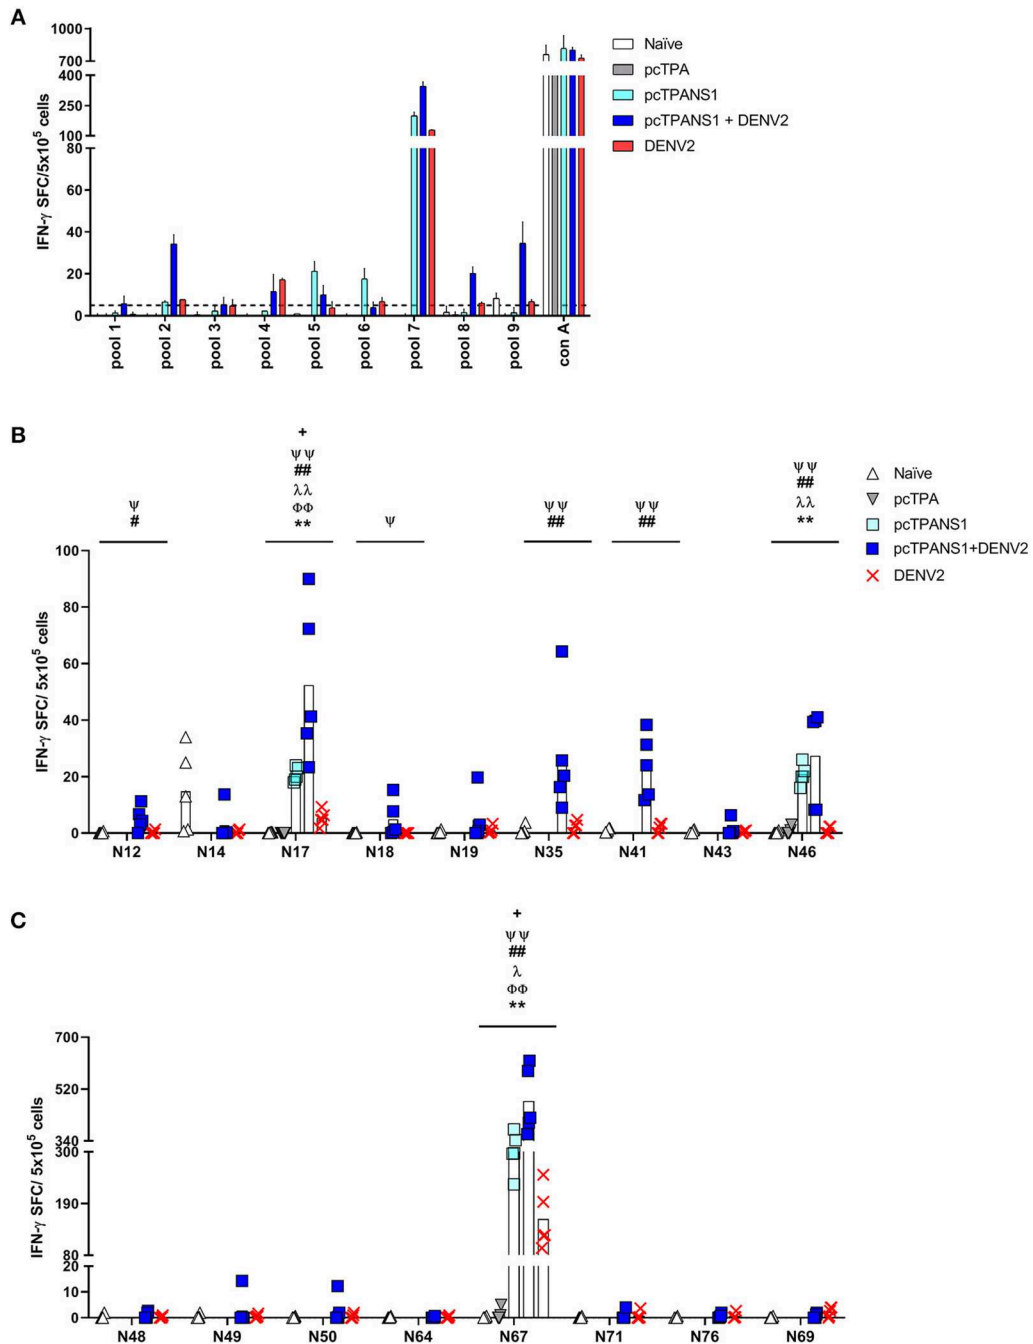 A
1000
700
400
250
100
80
60
40
20
0
IFN-γ SFC/5x10⁵ cells
pool 1
pool 2
pool 3
pool 4
pool 5
pool 6
pool 7
pool 8
pool 9
con A
Naïve
pcTPA
pcTPANS1
pcTPANS1 + DENV2
DENV2
B
ψ
#
+
ψψ
##
λλ
ΦΦ
**
ψ
ψψ
##
ψψ
##
ψψ
##
λλ
**
Naïve
pcTPA
pcTPANS1
pcTPANS1+DENV2
DENV2
100
80
60
40
20
0
IFN-γ SFC/ 5x10⁵ cells
N12
N14
N17
N18
N19
N35
N41
N43
N46
C
+
ψψ
##
λ
ΦΦ
**
700
520
340
300
190
80
20
10
0
IFN-γ SFC/ 5x10⁵ cells
N48
N49
N50
N64
N67
N71
N76
N69